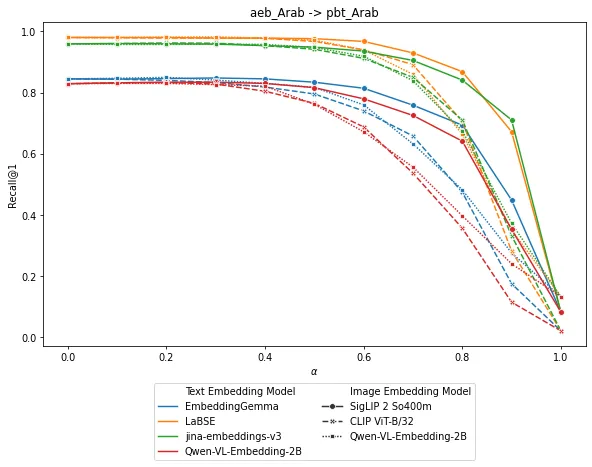 aeb_Arab -> pbt_Arab
1.0
0.8
0.6
0.4
0.2
0.0
Recall@1
0.0 0.2 0.4 0.6 0.8 1.0
α
Text Embedding Model
EmbeddingGemma
LaBSE
jina-embeddings-v3
Qwen-VL-Embedding-2B
Image Embedding Model
SigLIP 2 So400m
CLIP ViT-B/32
Qwen-VL-Embedding-2B